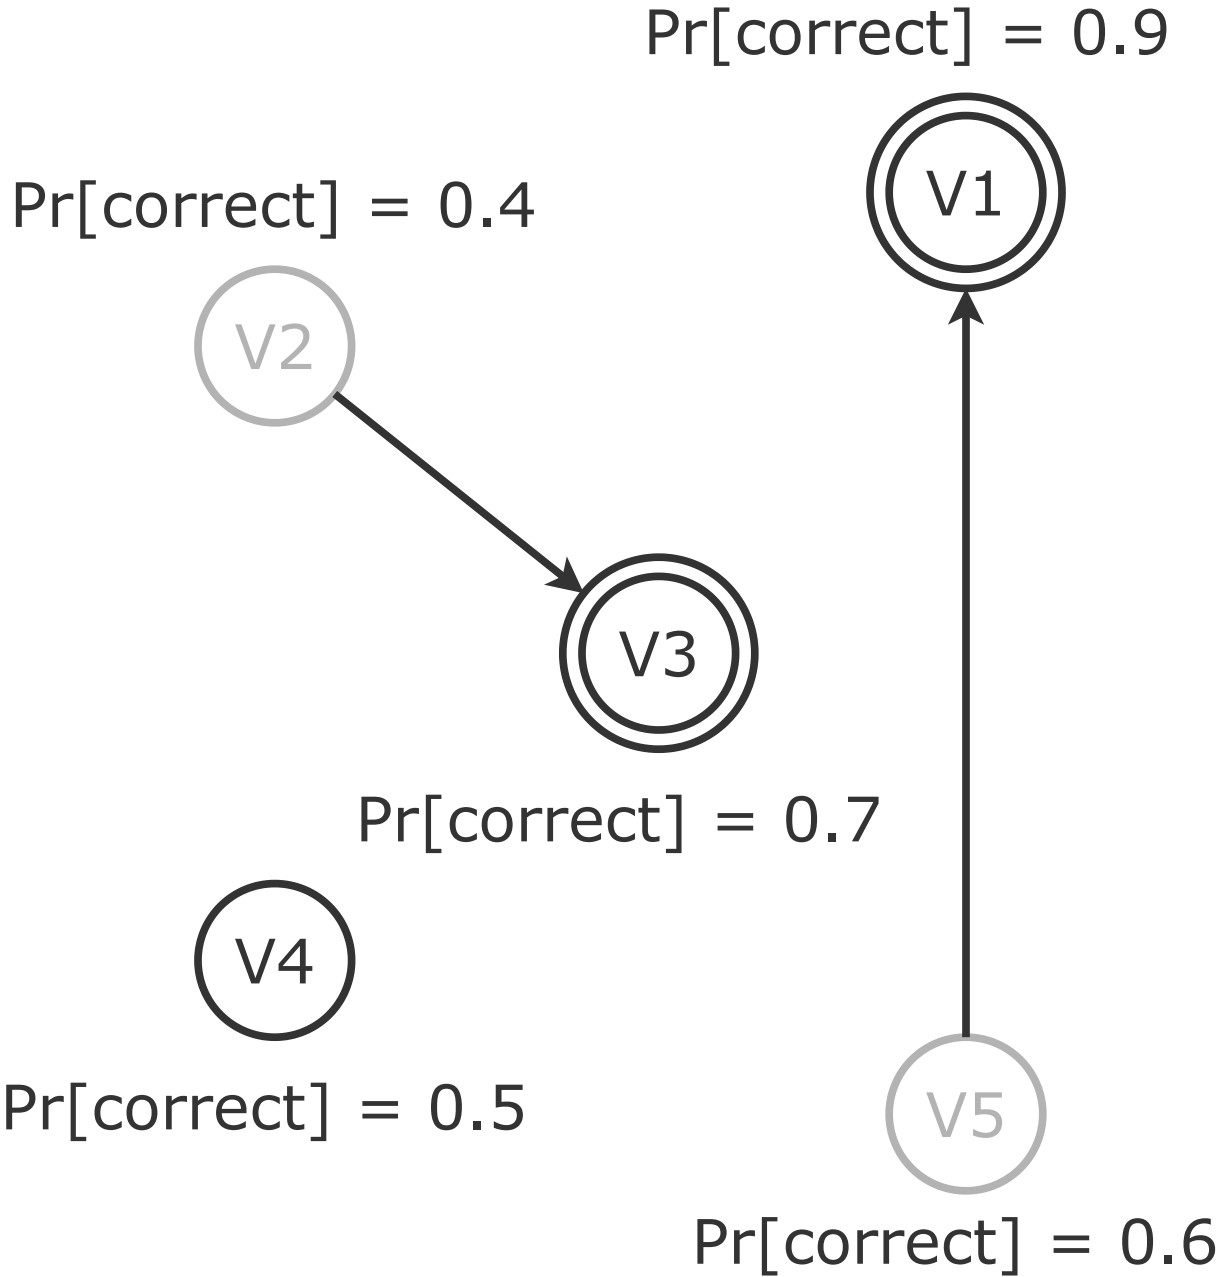 Pr[correct] = 0.9
V1
Pr[correct] = 0.4
V2
V3
Pr[correct] = 0.7
V4
Pr[correct] = 0.5
V5
Pr[correct] = 0.6